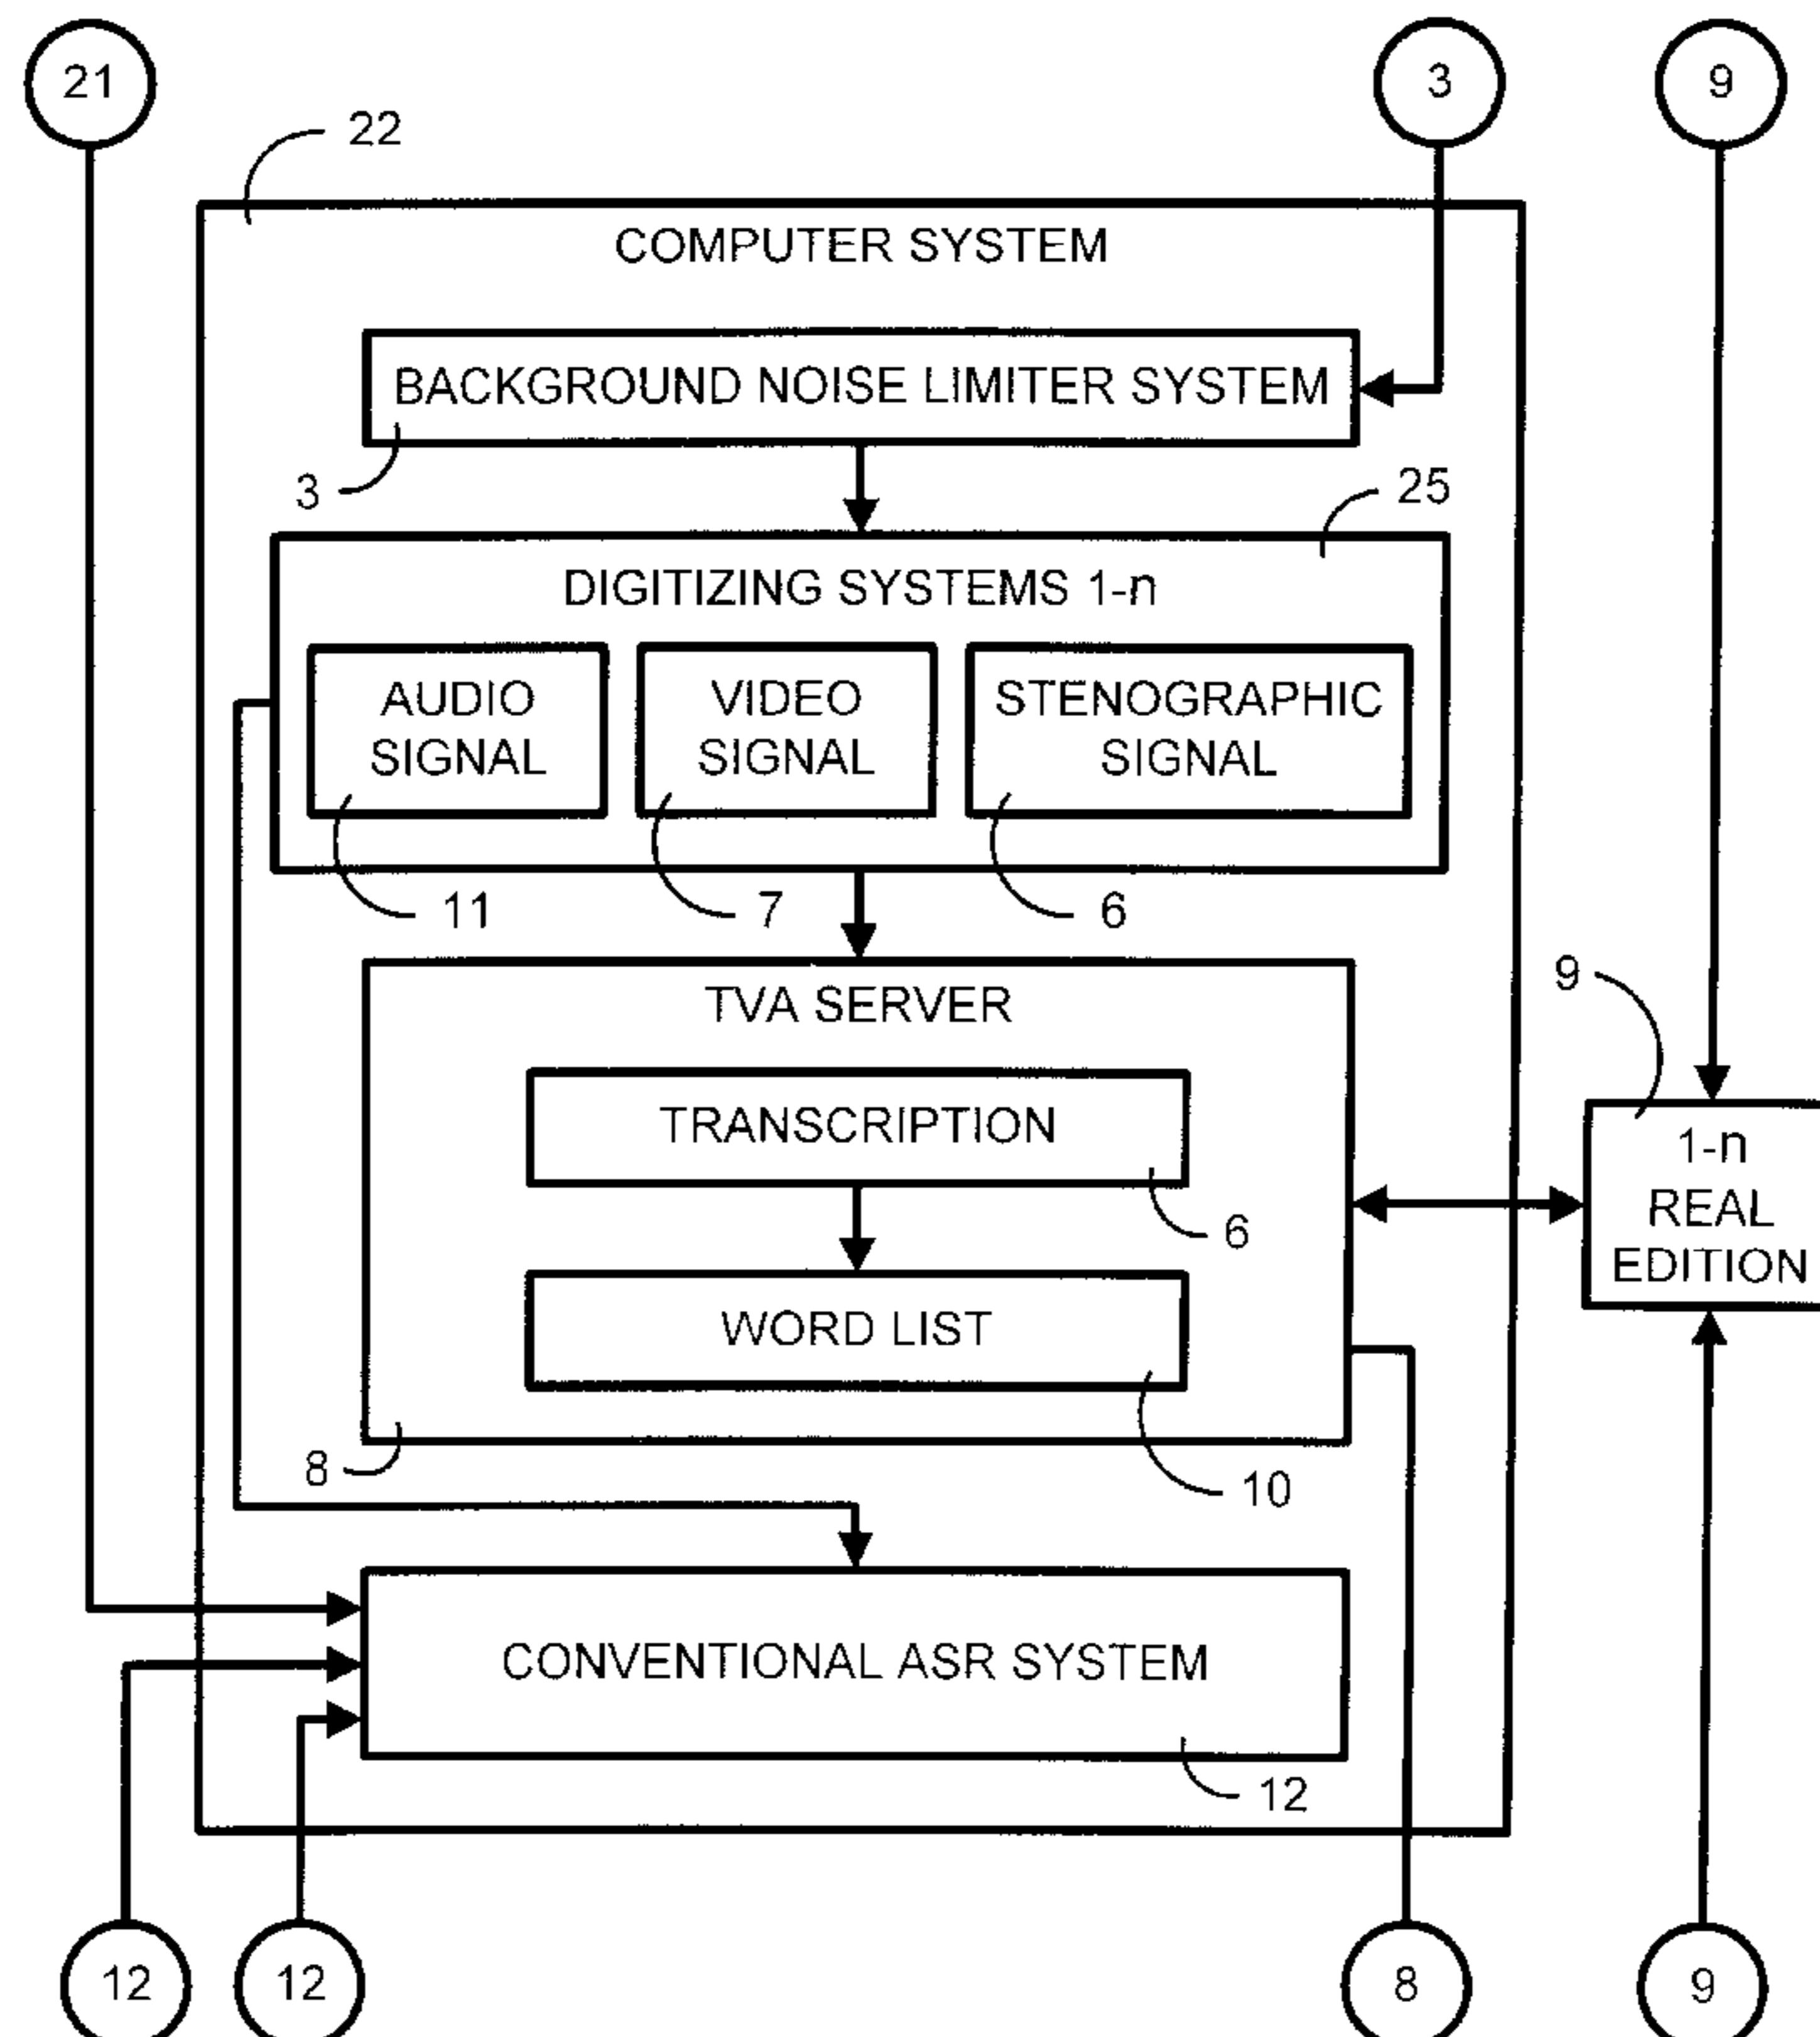 21
3
9
22
COMPUTER SYSTEM
BACKGROUND NOISE LIMITER SYSTEM
3
25
DIGITIZING SYSTEMS 1-n
AUDIO
SIGNAL
VIDEO
SIGNAL
STENOGRAPHIC
SIGNAL
11
7
6
TVA SERVER
9
TRANSCRIPTION
1-n
REAL
EDITION
6
WORD LIST
8
10
CONVENTIONAL ASR SYSTEM
12
12
12
8
9